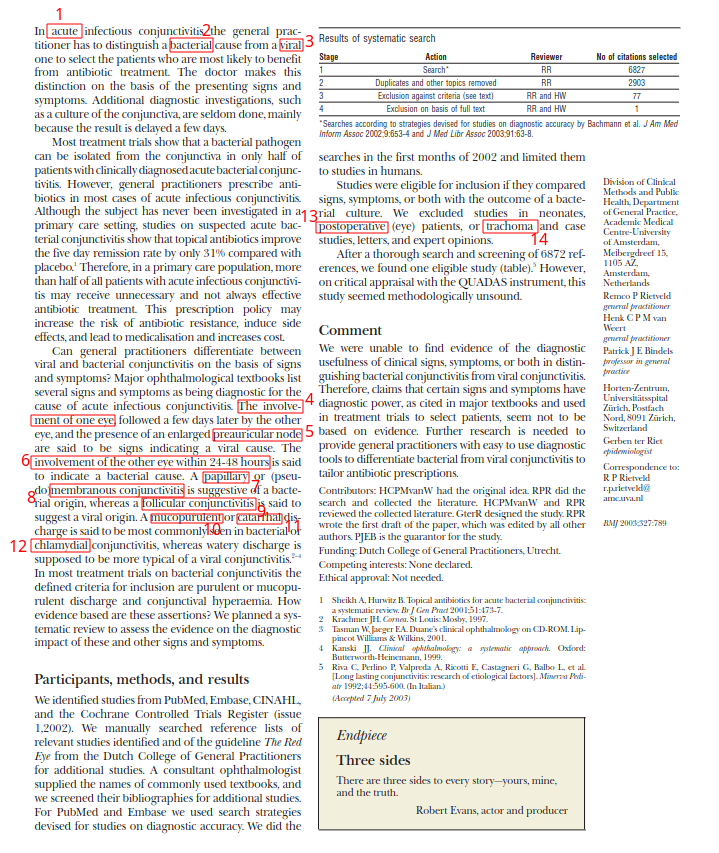 1
In acute infectious conjunctivitis the general prac-
2
titioner has to distinguish a bacterial cause from a viral
3
one to select the patients who are most likely to benefit
from antibiotic treatment. The doctor makes this
distinction on the basis of the presenting signs and
symptoms. Additional diagnostic investigations, such
as a culture of the conjunctiva, are seldom done, mainly
because the result is delayed a few days.
Most treatment trials show that a bacterial pathogen
can be isolated from the conjunctiva in only half of
patients with clinically diagnosed acute bacterial conjunc-
tivitis. However, general practitioners prescribe anti-
biotics in most cases of acute infectious conjunctivitis.
Although the subject has never been investigated in a
primary care setting, studies on suspected acute bac-
terial conjunctivitis show that topical antibiotics improve
the five day remission rate by only 31% compared with
placebo.1 Therefore, in a primary care population, more
than half of all patients with acute infectious conjunctivi-
tis may receive unnecessary and not always effective
antibiotic treatment. This prescription policy may
increase the risk of antibiotic resistance, induce side
effects, and lead to medicalisation and increases cost.
Can general practitioners differentiate between
viral and bacterial conjunctivitis on the basis of signs
and symptoms? Major ophthalmological textbooks list
several signs and symptoms as being diagnostic for the
cause of acute infectious conjunctivitis. The involve-
4
ment of one eye, followed a few days later by the other
eye, and the presence of an enlarged preauricular node
5
are said to be signs indicating a viral cause. The
6
involvement of the other eye within 24-48 hours is said
to indicate a bacterial cause. A papillary or (pseu-
7
do) membranous conjunctivitis is suggestive of a bacte-
8
rial origin, whereas a follicular conjunctivitis is said to
9
suggest a viral origin. A mucopurulent or catarrhal dis-
10
11
charge is said to be most commonly seen in bacterial or
12
chlamydial conjunctivitis, whereas watery discharge is
supposed to be more typical of a viral conjunctivitis.2–4
In most treatment trials on bacterial conjunctivitis the
defined criteria for inclusion are purulent or mucopu-
rulent discharge and conjunctival hyperaemia. How
evidence based are these assertions? We planned a sys-
tematic review to assess the evidence on the diagnostic
impact of these and other signs and symptoms.
Participants, methods, and results
We identified studies from PubMed, Embase, CINAHL,
and the Cochrane Controlled Trials Register (issue
1,2002). We manually searched reference lists of
relevant studies identified and of the guideline The Red
Eye from the Dutch College of General Practitioners
for additional studies. A consultant ophthalmologist
supplied the names of commonly used textbooks, and
we screened their bibliographies for additional studies.
For PubMed and Embase we used search strategies
devised for studies on diagnostic accuracy. We did the
Results of systematic search
Stage Action Reviewer No of citations selected
1 Search* RR 6827
2 Duplicates and other topics removed RR 2903
3 Exclusion against criteria (see text) RR and HW 77
4 Exclusion on basis of full text RR and HW 1
*Searches according to strategies devised for studies on diagnostic accuracy by Bachmann et al. J Am Med
Inform Assoc 2002;9:653-4 and J Med Libr Assoc 2003;91:63-8.
searches in the first months of 2002 and limited them
to studies in humans.
Studies were eligible for inclusion if they compared
signs, symptoms, or both with the outcome of a bacte-
13
rial culture. We excluded studies in neonates,
postoperative (eye) patients, or trachoma and case
14
studies, letters, and expert opinions.
After a thorough search and screening of 6872 ref-
erences, we found one eligible study (table).5 However,
on critical appraisal with the QUADAS instrument, this
study seemed methodologically unsound.
Comment
We were unable to find evidence of the diagnostic
usefulness of clinical signs, symptoms, or both in distin-
guishing bacterial conjunctivitis from viral conjunctivitis.
Therefore, claims that certain signs and symptoms have
diagnostic power, as cited in major textbooks and used
in treatment trials to select patients, seem not to be
based on evidence. Further research is needed to
provide general practitioners with easy to use diagnostic
tools to differentiate bacterial from viral conjunctivitis to
tailor antibiotic prescriptions.
Contributors: HCPMvanW had the original idea. RPR did the
search and collected the literature. HCPMvanW and RPR
reviewed the collected literature. GterR designed the study. RPR
wrote the first draft of the paper, which was edited by all other
authors. PJEB is the guarantor for the study.
Funding: Dutch College of General Practitioners, Utrecht.
Competing interests: None declared.
Ethical approval: Not needed.
1 Sheikh A, Hurwitz B. Topical antibiotics for acute bacterial conjunctivitis:
a systematic review. Br J Gen Pract 2001;51:473-7.
2 Krachmer JH. Cornea. St Louis: Mosby, 1997.
3 Tasman W, Jaeger EA. Duane's clinical ophthalmology on CD-ROM. Lip-
pincot Williams & Wilkins, 2001.
4 Kanski JJ. Clinical ophthalmology: a systematic approach. Oxford:
Butterworth-Heinemann, 1999.
5 Riva C, Perlino P, Valpreda A, Ricotti E, Castagneri G, Balbo L, et al.
[Long lasting conjunctivitis: research of etiological factors]. Minerva Pedi-
atr 1992;44:595-600. (In Italian.)
(Accepted 7 July 2003)
Endpiece
Three sides
There are three sides to every story—yours, mine,
and the truth.
Robert Evans, actor and producer
Division of Clinical
Methods and Public
Health, Department
of General Practice,
Academic Medical
Centre-University
of Amsterdam,
Meibergdreef 15,
1105 AZ,
Amsterdam,
Netherlands
Remco P Rietveld
general practitioner
Henk C P M van
Weert
general practitioner
Patrick J E Bindels
professor in general
practice
Horten-Zentrum,
Universitätsspital
Zürich, Postfach
Nord, 8091 Zürich,
Switzerland
Gerben ter Riet
epidemiologist
Correspondence to:
R P Rietveld
r.p.rietveld@
amc.uva.nl
BMJ 2003;327:789